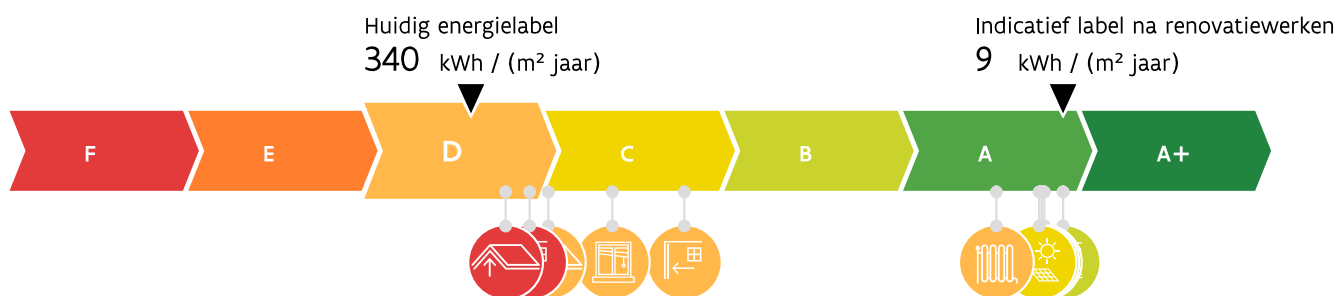 Huidig energielabel
340 kWh / (m² jaar)
Indicatief label na renovatiewerken
9 kWh / (m² jaar)
F E D C B A A+